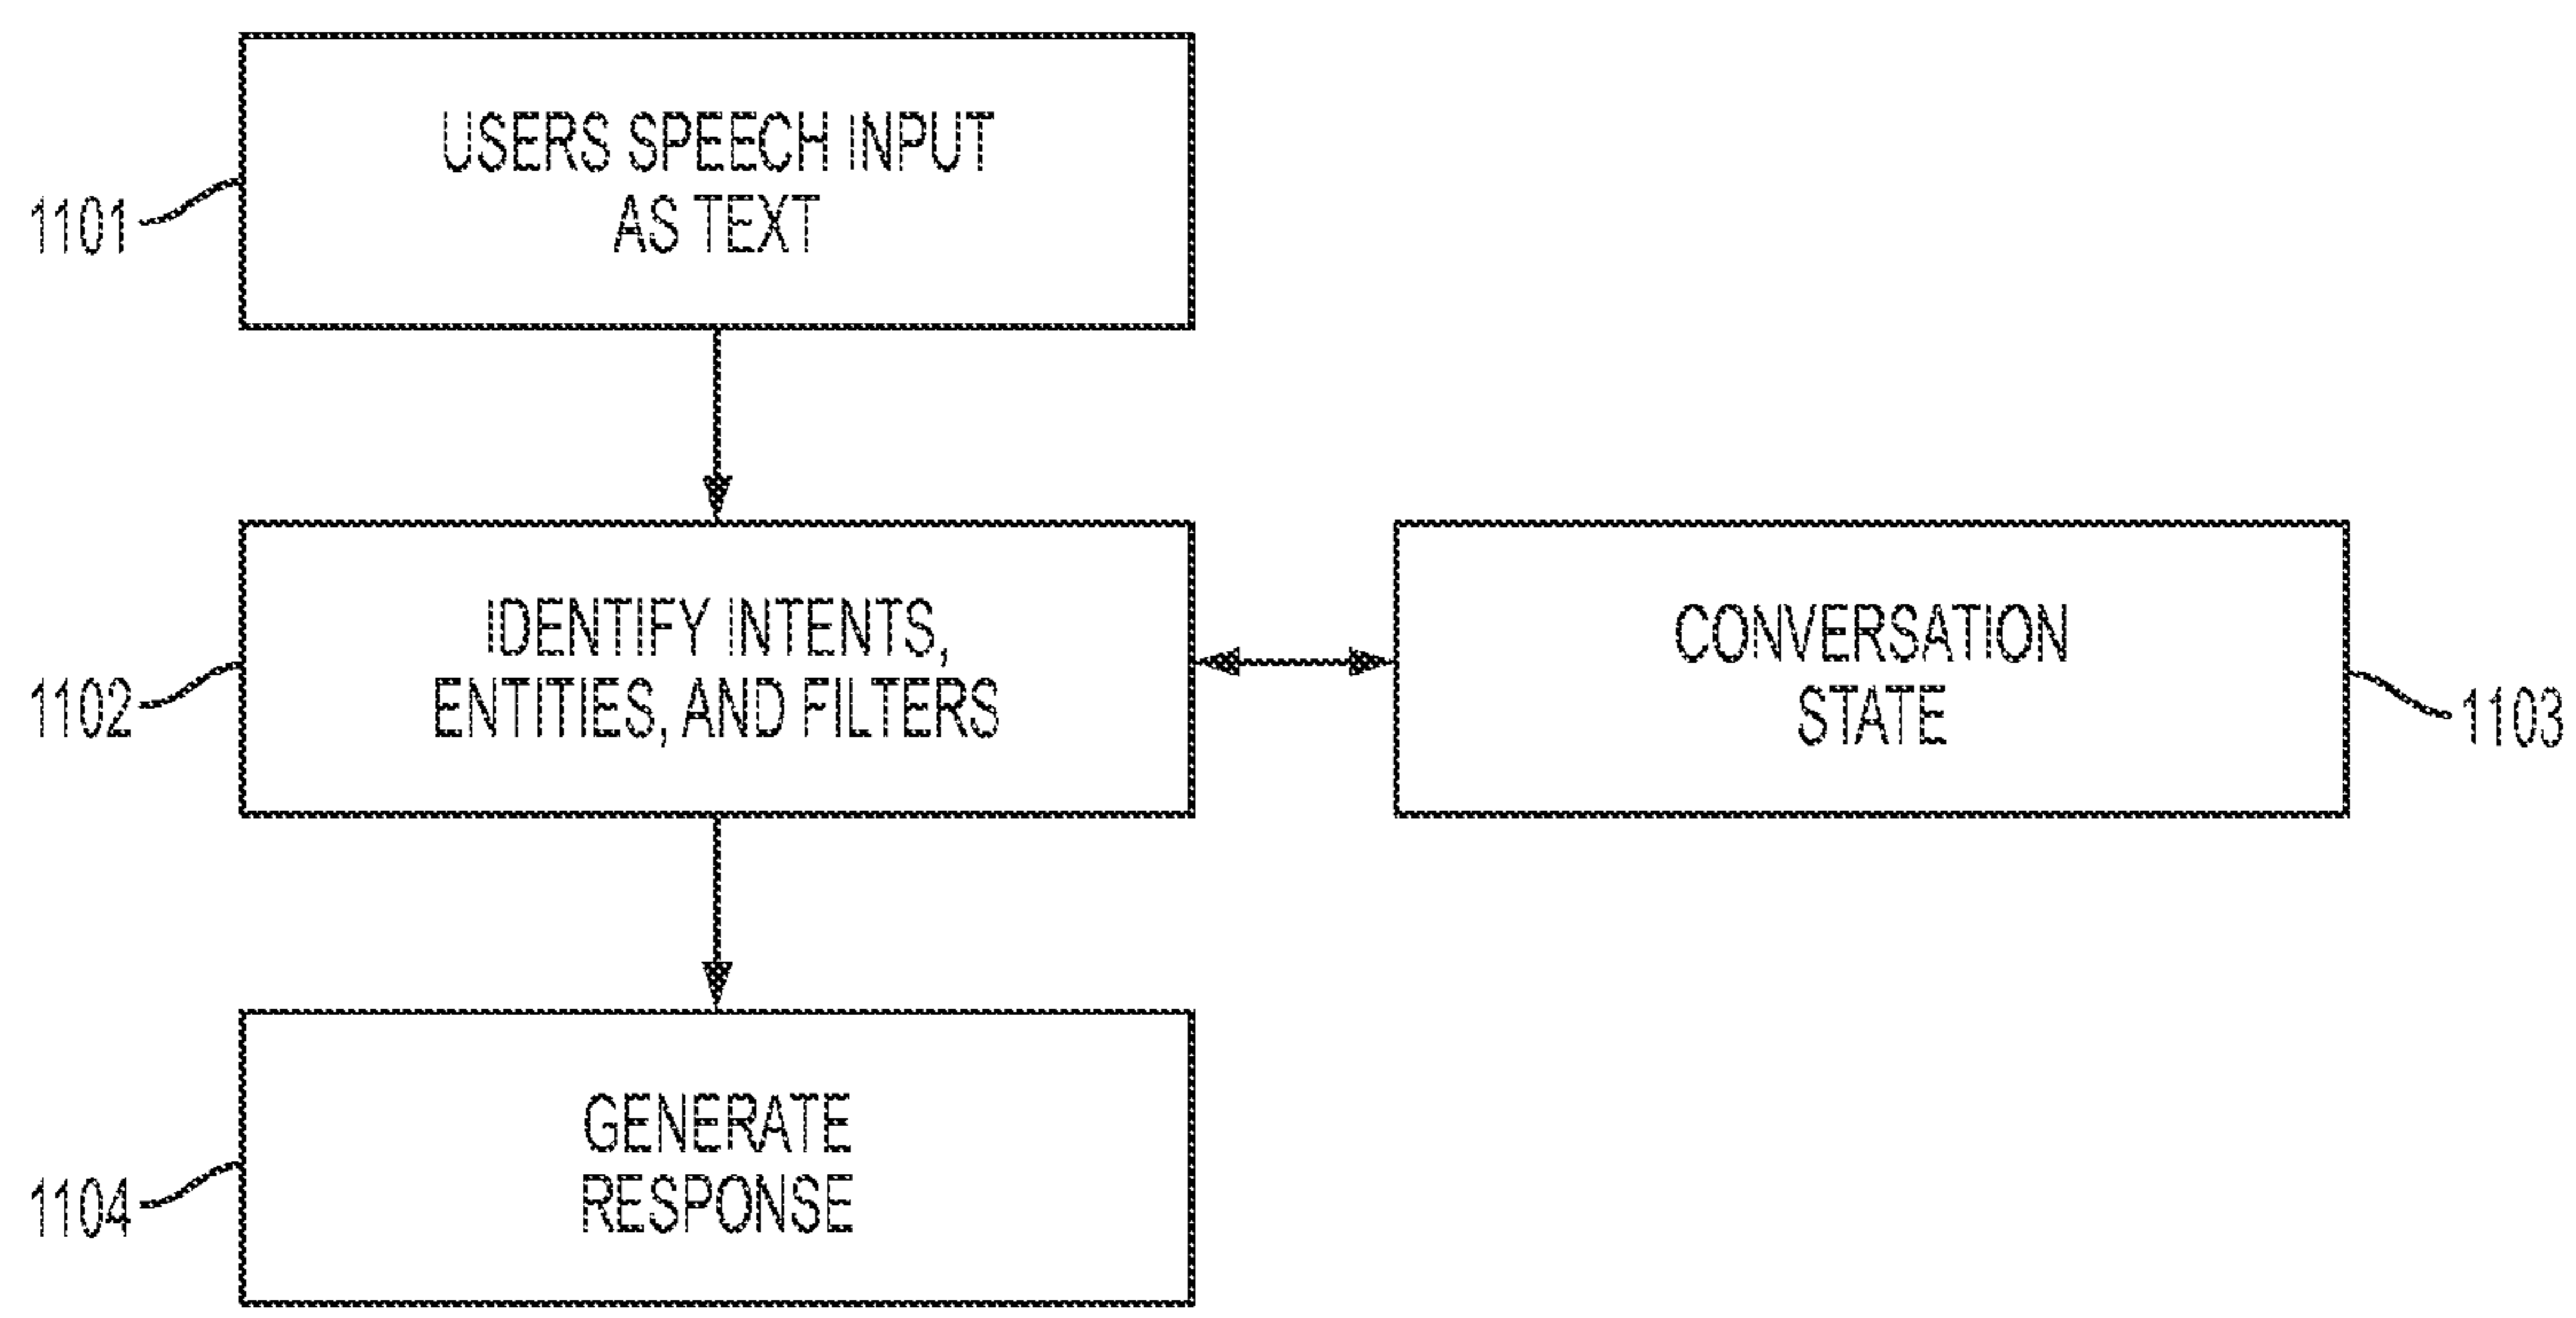 USERS SPEECH INPUT
AS TEXT
1101
IDENTIFY INTENTS,
ENTITIES, AND FILTERS
1102
CONVERSATION
STATE
1103
GENERATE
RESPONSE
1104